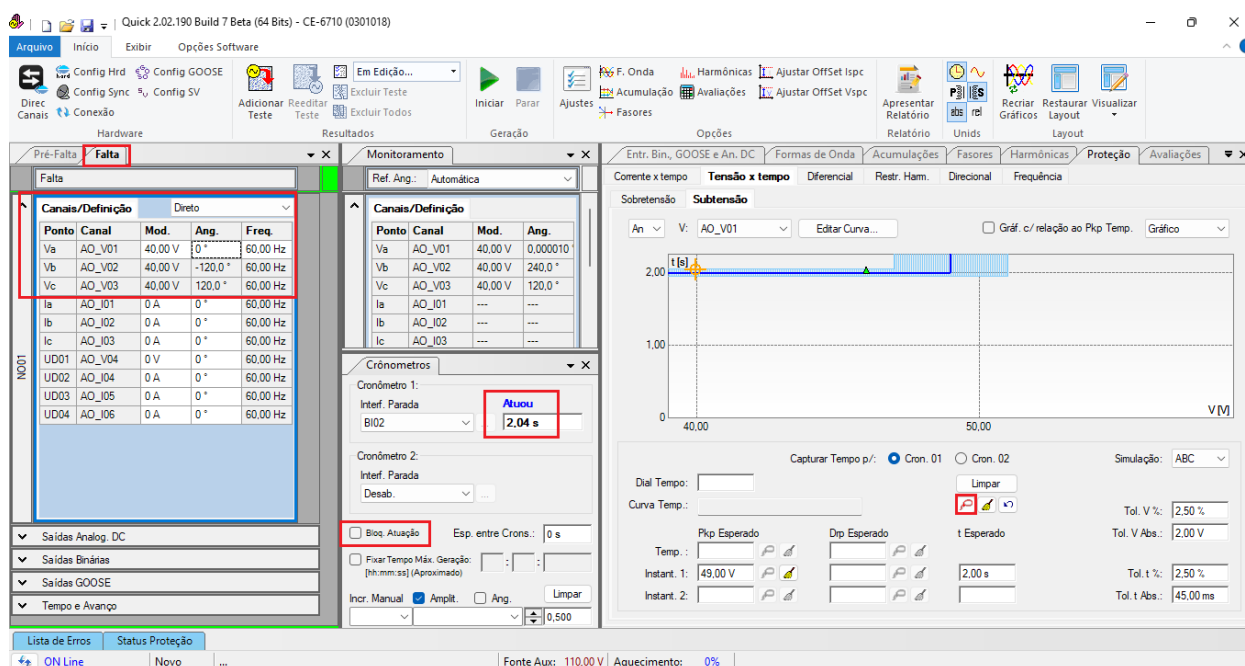 Quick 2.02.190 Build 7 Beta (64 Bits) - CE-6710 (0301018)
Arquivo Início Exibir Opções Software
Direc Canais
Config Hrd Config GOOSE
Config Sync Config SV
Conexão
Hardware
Adicionar Teste
Reeditar Teste
Em Edição...
Excluir Teste
Excluir Todos
Resultados
Iniciar Parar
Geração
Ajustes
F. Onda Harmônicas Ajustar OffSet Ispc
Acumulação Avaliações Ajustar OffSet Vspc
Fasores
Opções
Apresentar Relatório
Relatório
abs rel
Unids
Recriar Gráficos
Restaurar Layout
Visualizar
Layout
Pré-Falta Falta
Falta
Canais/Definição Direto
Ponto Canal Mod. Ang. Freq.
Va AO_V01 40,00 V 0 ° 60,00 Hz
Vb AO_V02 40,00 V -120,0 ° 60,00 Hz
Vc AO_V03 40,00 V 120,0 ° 60,00 Hz
Ia AO_I01 0 A 0 ° 60,00 Hz
Ib AO_I02 0 A 0 ° 60,00 Hz
Ic AO_I03 0 A 0 ° 60,00 Hz
UD01 AO_V04 0 V 0 ° 60,00 Hz
UD02 AO_I04 0 A 0 ° 60,00 Hz
UD03 AO_I05 0 A 0 ° 60,00 Hz
UD04 AO_I06 0 A 0 ° 60,00 Hz
NO01
Saídas Analog. DC
Saídas Binárias
Saídas GOOSE
Tempo e Avanço
Monitoramento
Ref. Ang.: Automática
Canais/Definição
Ponto Canal Mod. Ang.
Va AO_V01 40,00 V 0,000010
Vb AO_V02 40,00 V 240,0 °
Vc AO_V03 40,00 V 120,0 °
Ia AO_I01 --- ---
Ib AO_I02 --- ---
Ic AO_I03 --- ---
Crônometros
Cronômetro 1:
Interf. Parada Atuou
BI02 ... 2,04 s
Cronômetro 2:
Interf. Parada
Desab. ...
Bloq. Atuação Esp. entre Crons.: 0 s
Fixar Tempo Máx. Geração: : :
[hh:mm:ss] (Aproximado)
Incr. Manual Amplit. Ang. Limpar
0,500
Entr. Bin., GOOSE e An. DC Formas de Onda Acumulações Fasores Harmônicas Proteção Avaliações
Corrente x tempo Tensão x tempo Diferencial Restr. Harm. Direcional Frequência
Sobretensão Subtensão
An V: AO_V01 Editar Curva... Gráf. c/ relação ao Pkp Temp. Gráfico
t [s]
2,00
1,00
0
40,00 50,00
V [V]
Capturar Tempo p/: Cron. 01 Cron. 02 Simulação: ABC
Dial Tempo: Limpar
Curva Temp.: Tol. V %: 2,50 %
Pkp Esperado Drp Esperado t Esperado Tol. V Abs.: 2,00 V
Temp. :
Instant. 1: 49,00 V 2,00 s Tol. t %: 2,50 %
Instant. 2: Tol. t Abs.: 45,00 ms
Lista de Erros Status Proteção
ON Line Novo ... Fonte Aux: 110,00 V Aquecimento: 0%